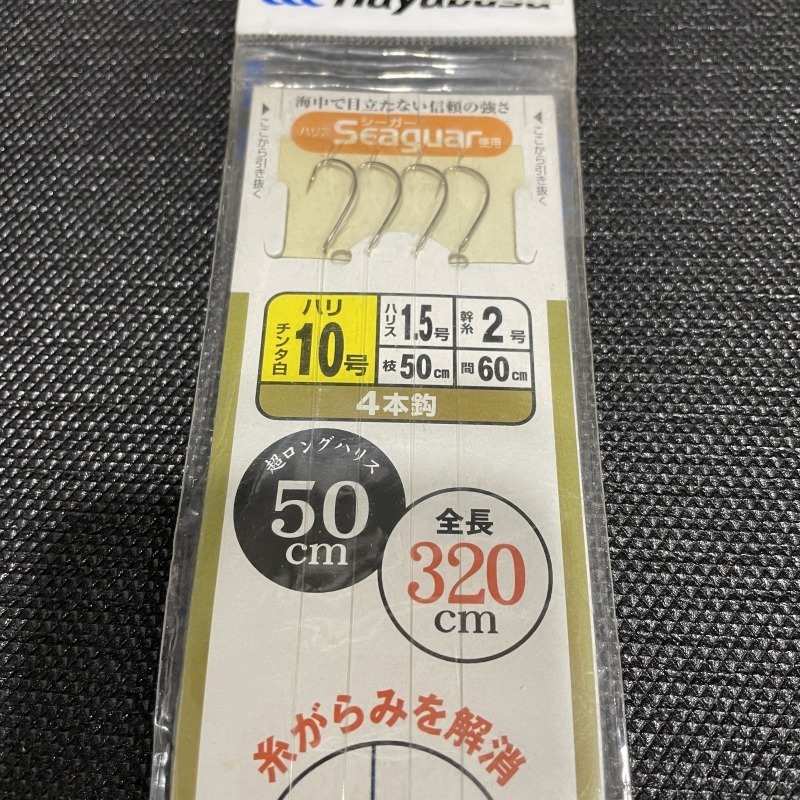 Hayabusa
海中で目立たない信頼の強さ
シーガー
ハリス Seaguar 使用
ここから引き抜く
ここから引き抜く
ハリ
チンタ白 10号
ハリス 1.5号
幹糸 2号
枝 50cm
間 60cm
4本鈎
超ロングハリス
50
cm
全長
320
cm
糸がらみを解消